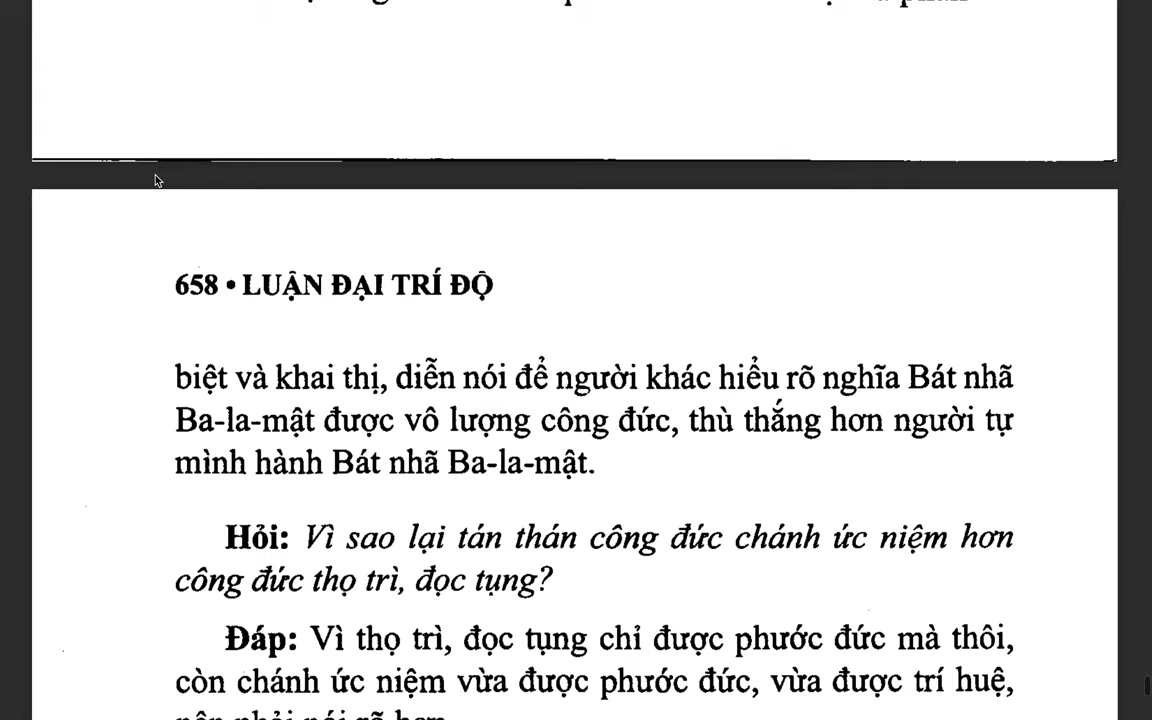 658 • LUẬN ĐẠI TRÍ ĐỘ
biệt và khai thị, diễn nói để người khác hiểu rõ nghĩa Bát nhã
Ba-la-mật được vô lượng công đức, thù thắng hơn người tự
mình hành Bát nhã Ba-la-mật.
Hỏi: Vì sao lại tán thán công đức chánh ức niệm hơn
công đức thọ trì, đọc tụng?
Đáp: Vì thọ trì, đọc tụng chỉ được phước đức mà thôi,
còn chánh ức niệm vừa được phước đức, vừa được trí huệ,